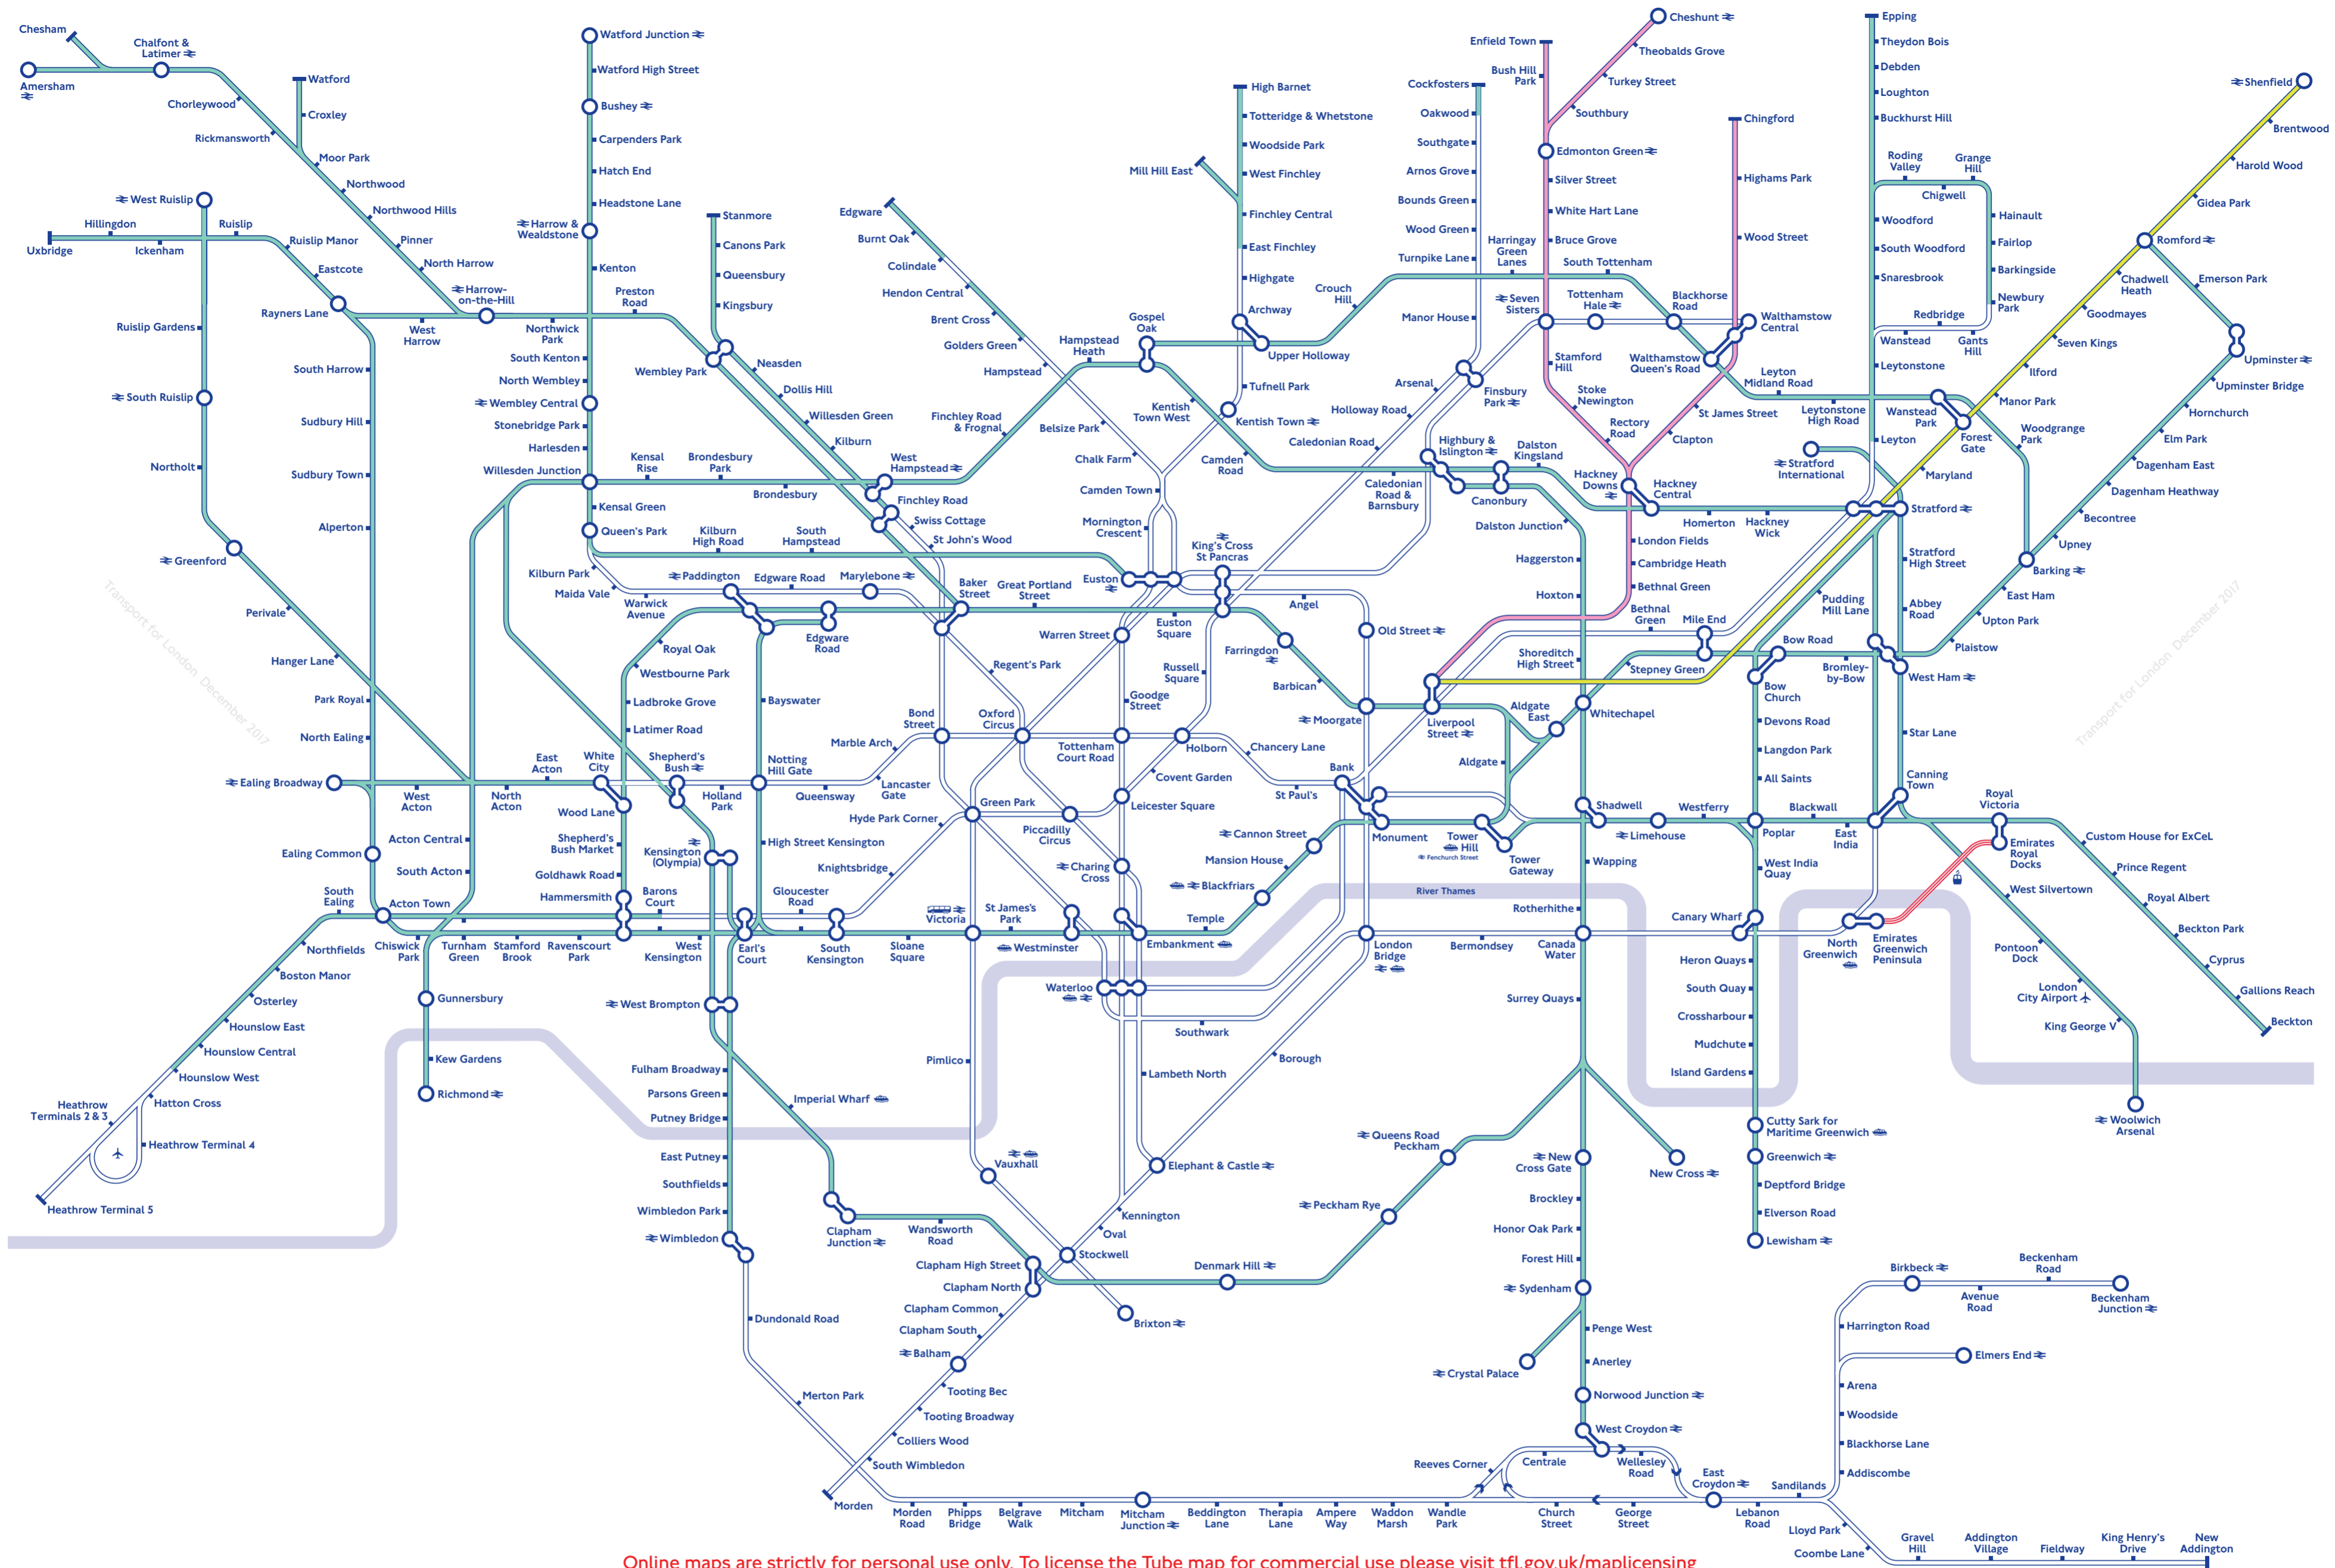 Chesham
Chalfont &
Latimer
Amersham
Chorleywood
Rickmansworth
Watford
Croxley
Moor Park
Northwood
Northwood Hills
Pinner
North Harrow
Harrow-
on-the-Hill
West Ruislip
Hillingdon
Ruislip
Uxbridge
Ickenham
Ruislip Manor
Eastcote
Rayners Lane
West
Harrow
Northwick
Park
Preston
Road
Ruislip Gardens
South Ruislip
Northolt
Greenford
Perivale
Hanger Lane
South Harrow
Sudbury Hill
Sudbury Town
Alperton
Park Royal
North Ealing
Ealing Broadway
Ealing Common
South
Ealing
Acton Town
Northfields
Boston Manor
Osterley
Hounslow East
Hounslow Central
Hounslow West
Hatton Cross
Heathrow
Terminals 2 & 3
Heathrow Terminal 4
Heathrow Terminal 5
Watford Junction
Watford High Street
Bushey
Carpenders Park
Hatch End
Headstone Lane
Harrow &
Wealdstone
Kenton
South Kenton
North Wembley
Wembley Central
Stonebridge Park
Harlesden
Willesden Junction
Kensal Green
Queen's Park
Kilburn Park
Maida Vale
Warwick
Avenue
Paddington
Edgware Road
Marylebone
Kensal
Rise
Brondesbury
Park
Brondesbury
Kilburn
High Road
South
Hampstead
Stanmore
Canons Park
Queensbury
Kingsbury
Wembley Park
Neasden
Dollis Hill
Willesden Green
Kilburn
West
Hampstead
Finchley Road
Swiss Cottage
St John's Wood
Finchley Road
& Frognal
Hampstead
Heath
Gospel
Oak
Edgware
Burnt Oak
Colindale
Hendon Central
Brent Cross
Golders Green
Hampstead
Belsize Park
Chalk Farm
Camden Town
Mornington
Crescent
Euston
High Barnet
Totteridge & Whetstone
Woodside Park
West Finchley
Mill Hill East
Finchley Central
East Finchley
Highgate
Archway
Upper Holloway
Tufnell Park
Kentish Town
Kentish
Town West
Camden
Road
Crouch
Hill
Harringay
Green
Lanes
South Tottenham
Cockfosters
Oakwood
Southgate
Arnos Grove
Bounds Green
Wood Green
Turnpike Lane
Manor House
Arsenal
Finsbury
Park
Holloway Road
Caledonian Road
Highbury &
Islington
Caledonian
Road &
Barnsbury
Canonbury
Dalston
Kingsland
Dalston Junction
Haggerston
Hoxton
Shoreditch
High Street
Enfield Town
Bush Hill
Park
Cheshunt
Theobalds Grove
Turkey Street
Southbury
Edmonton Green
Silver Street
White Hart Lane
Bruce Grove
Seven
Sisters
Tottenham
Hale
Blackhorse
Road
Walthamstow
Central
Walthamstow
Queen's Road
Stamford
Hill
Stoke
Newington
Rectory
Road
Clapton
St James Street
Chingford
Highams Park
Wood Street
Leyton
Midland Road
Leytonstone
High Road
Wanstead
Park
Forest
Gate
Woodgrange
Park
Hackney
Downs
Hackney
Central
Homerton
Hackney
Wick
London Fields
Cambridge Heath
Bethnal Green
Bethnal
Green
Mile End
Epping
Theydon Bois
Debden
Loughton
Buckhurst Hill
Roding
Valley
Grange
Hill
Chigwell
Woodford
South Woodford
Snaresbrook
Hainault
Fairlop
Barkingside
Newbury
Park
Redbridge
Wanstead
Gants
Hill
Leytonstone
Leyton
Stratford
International
Stratford
Stratford
High Street
Abbey
Road
Pudding
Mill Lane
Maryland
Shenfield
Brentwood
Harold Wood
Gidea Park
Romford
Chadwell
Heath
Goodmayes
Seven Kings
Ilford
Manor Park
Emerson Park
Upminster
Upminster Bridge
Hornchurch
Elm Park
Dagenham East
Dagenham Heathway
Becontree
Upney
Barking
East Ham
Upton Park
Plaistow
West Ham
Bromley-
by-Bow
Bow Road
Bow
Church
Stepney Green
Whitechapel
Devons Road
Langdon Park
All Saints
Star Lane
Canning
Town
Royal
Victoria
Custom House for ExCeL
Prince Regent
Royal Albert
Beckton Park
Cyprus
Gallions Reach
Beckton
Emirates
Royal
Docks
West Silvertown
Pontoon
Dock
London
City Airport
King George V
Woolwich
Arsenal
Emirates
Greenwich
Peninsula
North
Greenwich
Canary Wharf
Heron Quays
South Quay
Crossharbour
Mudchute
Island Gardens
Cutty Sark for
Maritime Greenwich
Greenwich
Deptford Bridge
Elverson Road
Lewisham
West India
Quay
Poplar
Blackwall
East
India
Westferry
Limehouse
Shadwell
Wapping
Rotherhithe
Canada
Water
Bermondsey
Surrey Quays
New
Cross Gate
New Cross
Brockley
Honor Oak Park
Forest Hill
Sydenham
Penge West
Anerley
Crystal Palace
Norwood Junction
West Croydon
Queens Road
Peckham
Peckham Rye
Denmark Hill
River Thames
Tower
Hill
Fenchurch Street
Tower
Gateway
Aldgate
Aldgate
East
Liverpool
Street
Moorgate
Barbican
Farringdon
King's Cross
St Pancras
Angel
Old Street
Euston
Square
Great Portland
Street
Baker
Street
Edgware
Road
Royal Oak
Westbourne Park
Ladbroke Grove
Latimer Road
Bayswater
Notting
Hill Gate
Queensway
Lancaster
Gate
Marble Arch
Bond
Street
Oxford
Circus
Regent's Park
Warren Street
Goodge
Street
Russell
Square
Tottenham
Court Road
Holborn
Chancery Lane
St Paul's
Bank
Monument
Cannon Street
Mansion House
Blackfriars
Temple
Embankment
Covent Garden
Leicester Square
Piccadilly
Circus
Charing
Cross
Green Park
Hyde Park Corner
Knightsbridge
Victoria
St James's
Park
Westminster
Sloane
Square
South
Kensington
Gloucester
Road
Earl's
Court
High Street Kensington
Kensington
(Olympia)
Holland
Park
Shepherd's
Bush
White
City
Wood Lane
Shepherd's
Bush Market
Goldhawk Road
Hammersmith
Barons
Court
West
Kensington
East
Acton
North
Acton
West
Acton
Acton Central
South Acton
Chiswick
Park
Turnham
Green
Stamford
Brook
Ravenscourt
Park
Gunnersbury
Kew Gardens
Richmond
West Brompton
Fulham Broadway
Parsons Green
Putney Bridge
East Putney
Southfields
Wimbledon Park
Wimbledon
Dundonald Road
Merton Park
Imperial Wharf
Clapham
Junction
Wandsworth
Road
Clapham High Street
Clapham North
Clapham Common
Clapham South
Balham
Tooting Bec
Tooting Broadway
Colliers Wood
South Wimbledon
Morden
Pimlico
Vauxhall
Stockwell
Brixton
Oval
Kennington
Elephant & Castle
Lambeth North
Waterloo
Southwark
Borough
London
Bridge
Morden
Road
Phipps
Bridge
Belgrave
Walk
Mitcham
Mitcham
Junction
Beddington
Lane
Therapia
Lane
Ampere
Way
Waddon
Marsh
Wandle
Park
Reeves Corner
Centrale
Wellesley
Road
Church
Street
George
Street
East
Croydon
Lebanon
Road
Sandilands
Lloyd Park
Coombe Lane
Gravel
Hill
Addington
Village
Fieldway
King Henry's
Drive
New
Addington
Addiscombe
Blackhorse Lane
Woodside
Arena
Elmers End
Harrington Road
Birkbeck
Avenue
Road
Beckenham
Road
Beckenham
Junction
Transport for London December 2017
Transport for London December 2017
Online maps are strictly for personal use only. To license the Tube map for commercial use please visit tfl.gov.uk/maplicensing